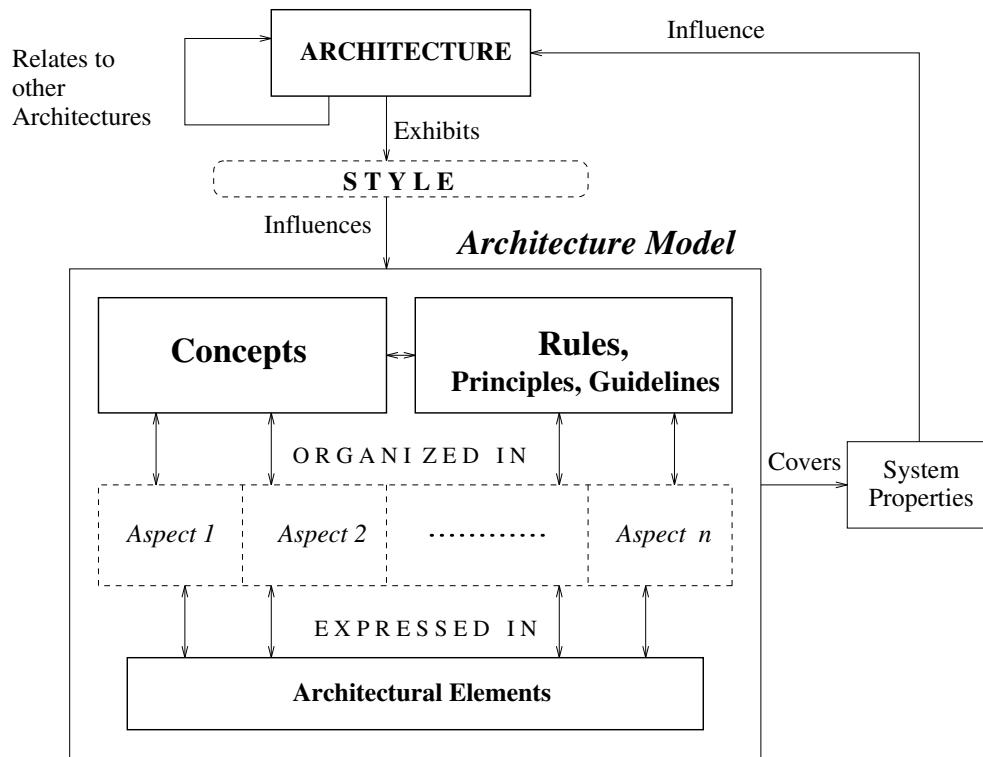 ARCHITECTURE
Influence
Relates to
other
Architectures
Exhibits
STYLE
Influences
Architecture Model
Concepts
Rules,
Principles, Guidelines
ORGANIZED IN
Covers
System
Properties
Aspect 1
Aspect 2
............
Aspect n
EXPRESSED IN
Architectural Elements